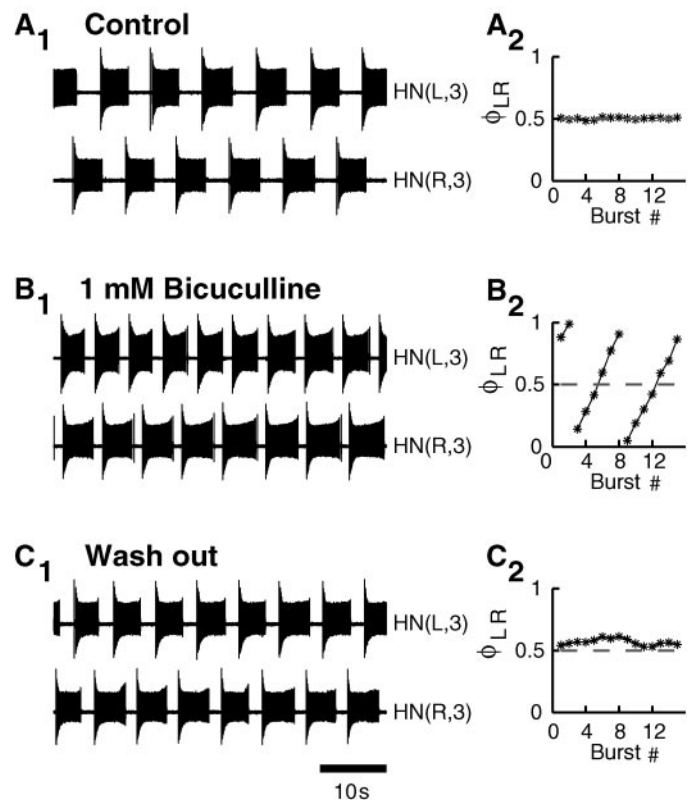 A1 Control
HN(L,3)
HN(R,3)
A2
1
0.5
0
ϕLR
0 4 8 12
Burst #
B1 1 mM Bicuculline
HN(L,3)
HN(R,3)
B2
1
0.5
0
ϕLR
0 4 8 12
Burst #
C1 Wash out
HN(L,3)
HN(R,3)
10s
C2
1
0.5
0
ϕLR
0 4 8 12
Burst #